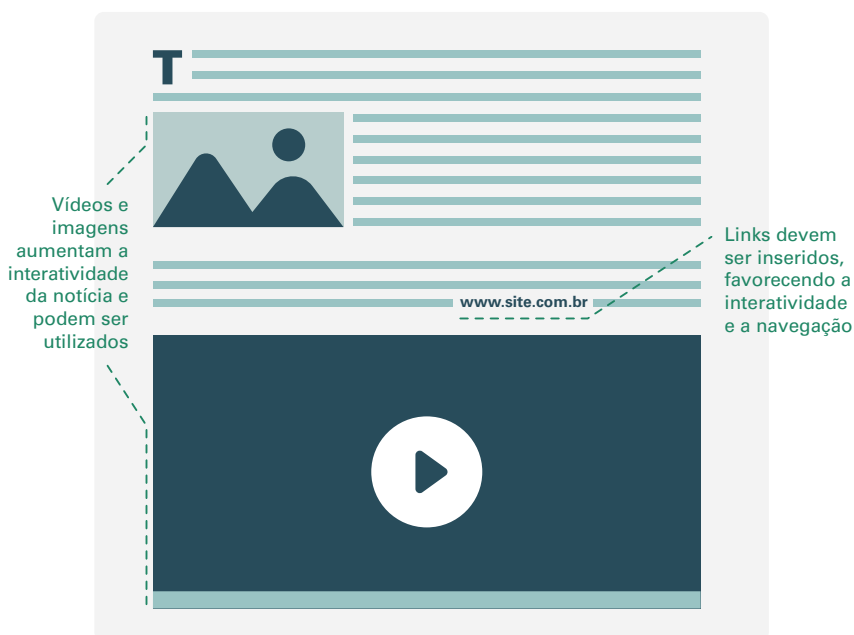 T
Vídeos e
imagens
aumentam a
interatividade
da notícia e
podem ser
utilizados
Links devem
ser inseridos,
favorecendo a
interatividade
e a navegação
www.site.com.br